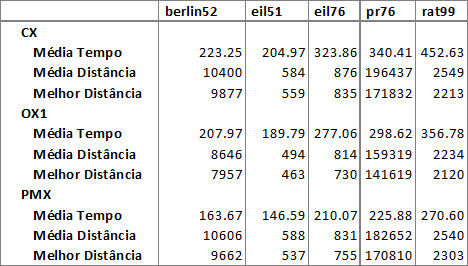 berlin52 eil51 eil76 pr76 rat99
CX
Média Tempo 223.25 204.97 323.86 340.41 452.63
Média Distância 10400 584 876 196437 2549
Melhor Distância 9877 559 835 171832 2213
OX1
Média Tempo 207.97 189.79 277.06 298.62 356.78
Média Distância 8646 494 814 159319 2234
Melhor Distância 7957 463 730 141619 2120
PMX
Média Tempo 163.67 146.59 210.07 225.88 270.60
Média Distância 10606 588 831 182652 2540
Melhor Distância 9662 537 755 170810 2303